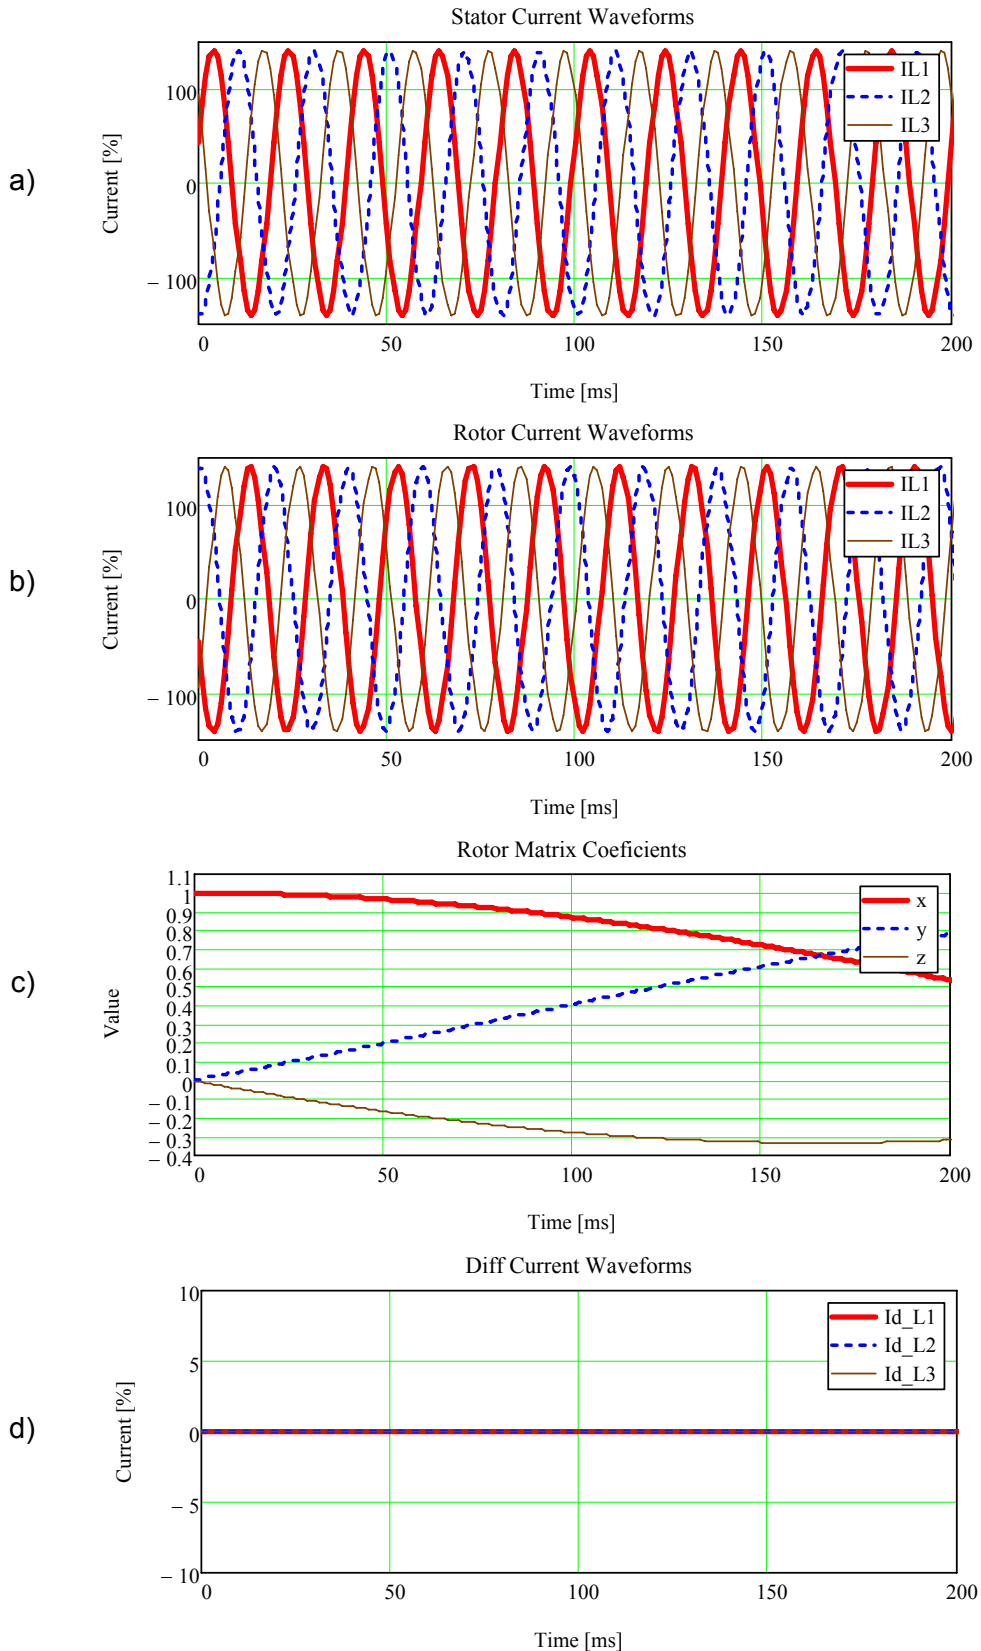 Stator Current Waveforms
a)
Current [%]
100
0
– 100
IL1
IL2
IL3
0 50 100 150 200
Time [ms]
Rotor Current Waveforms
b)
Current [%]
100
0
– 100
IL1
IL2
IL3
0 50 100 150 200
Time [ms]
Rotor Matrix Coeficients
c)
Value
1.1
1
0.9
0.8
0.7
0.6
0.5
0.4
0.3
0.2
0.1
0
– 0.1
– 0.2
– 0.3
– 0.4
x
y
z
0 50 100 150 200
Time [ms]
Diff Current Waveforms
d)
Current [%]
10
5
0
– 5
– 10
Id_L1
Id_L2
Id_L3
0 50 100 150 200
Time [ms]